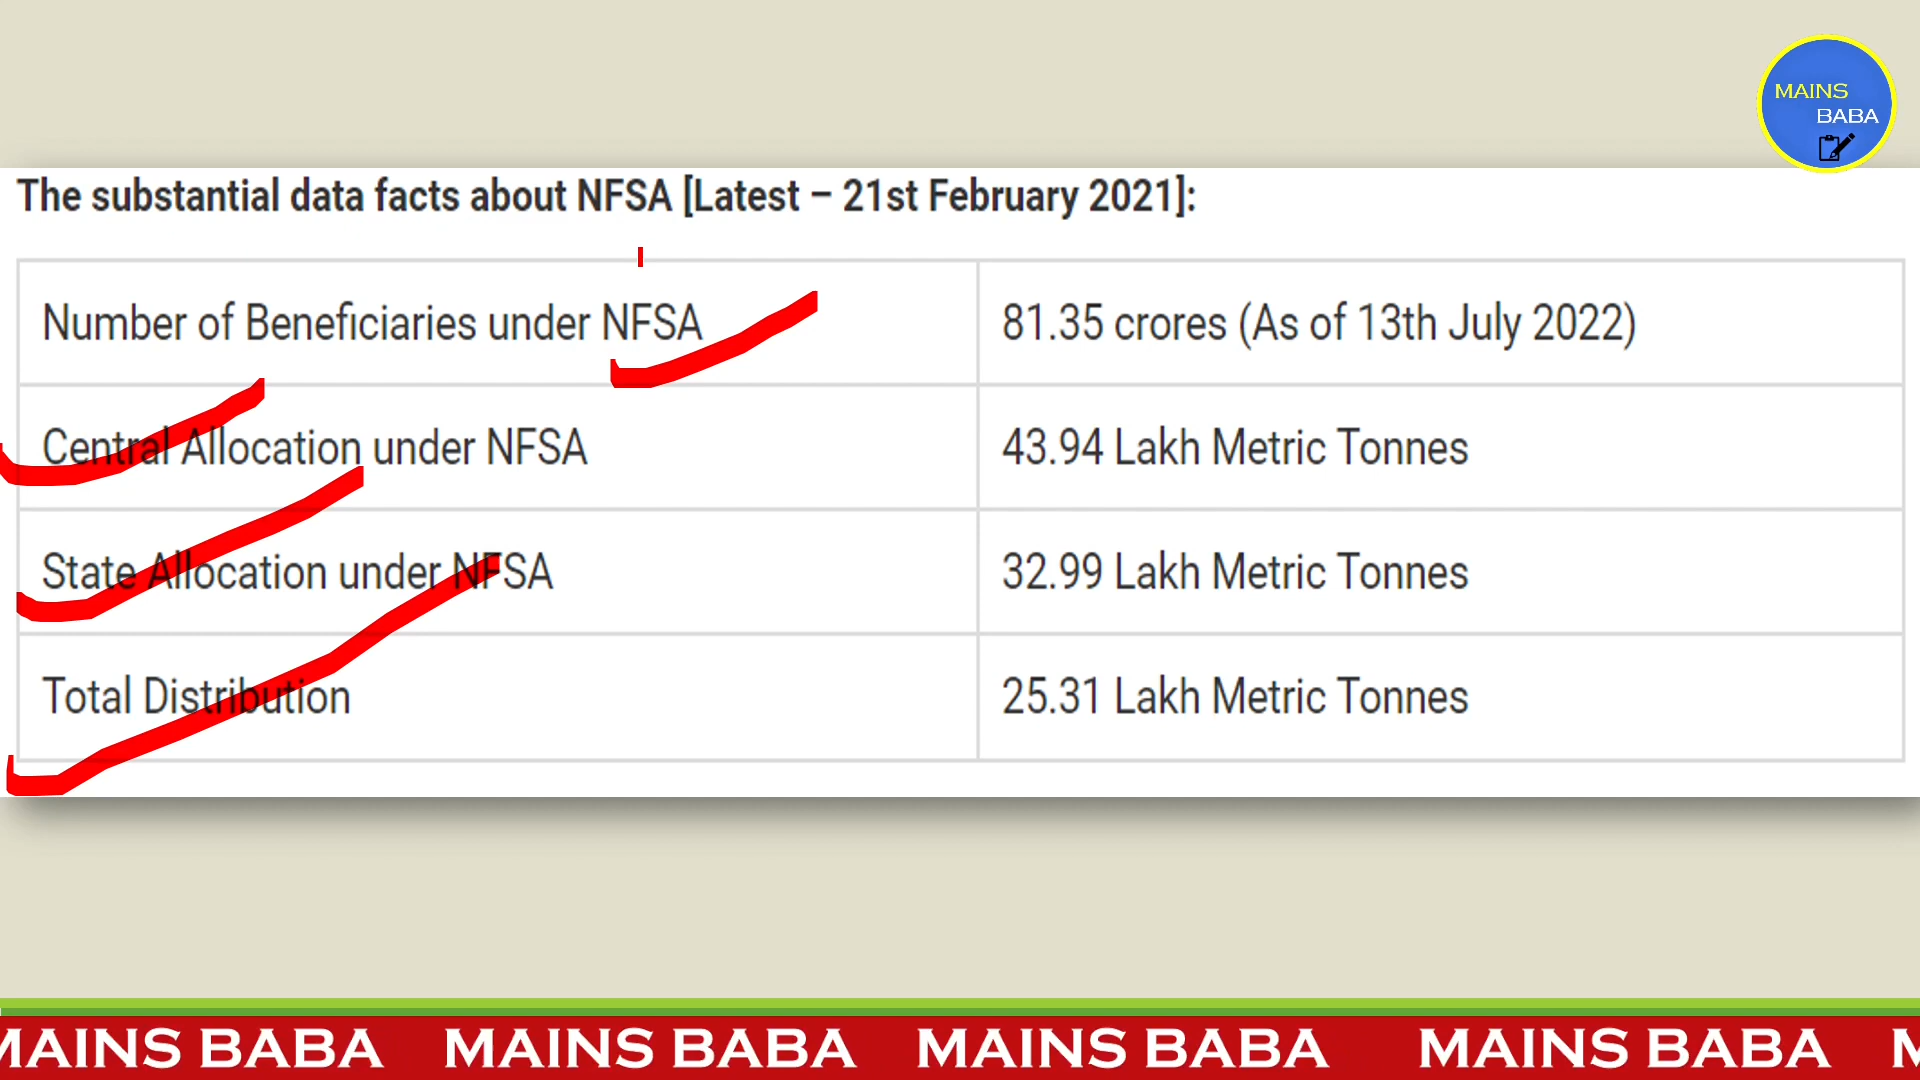 MAINS
BABA
The substantial data facts about NFSA [Latest – 21st February 2021]:
Number of Beneficiaries under NFSA 81.35 crores (As of 13th July 2022)
Central Allocation under NFSA 43.94 Lakh Metric Tonnes
State Allocation under NFSA 32.99 Lakh Metric Tonnes
Total Distribution 25.31 Lakh Metric Tonnes
MAINS BABA MAINS BABA MAINS BABA MAINS BABA